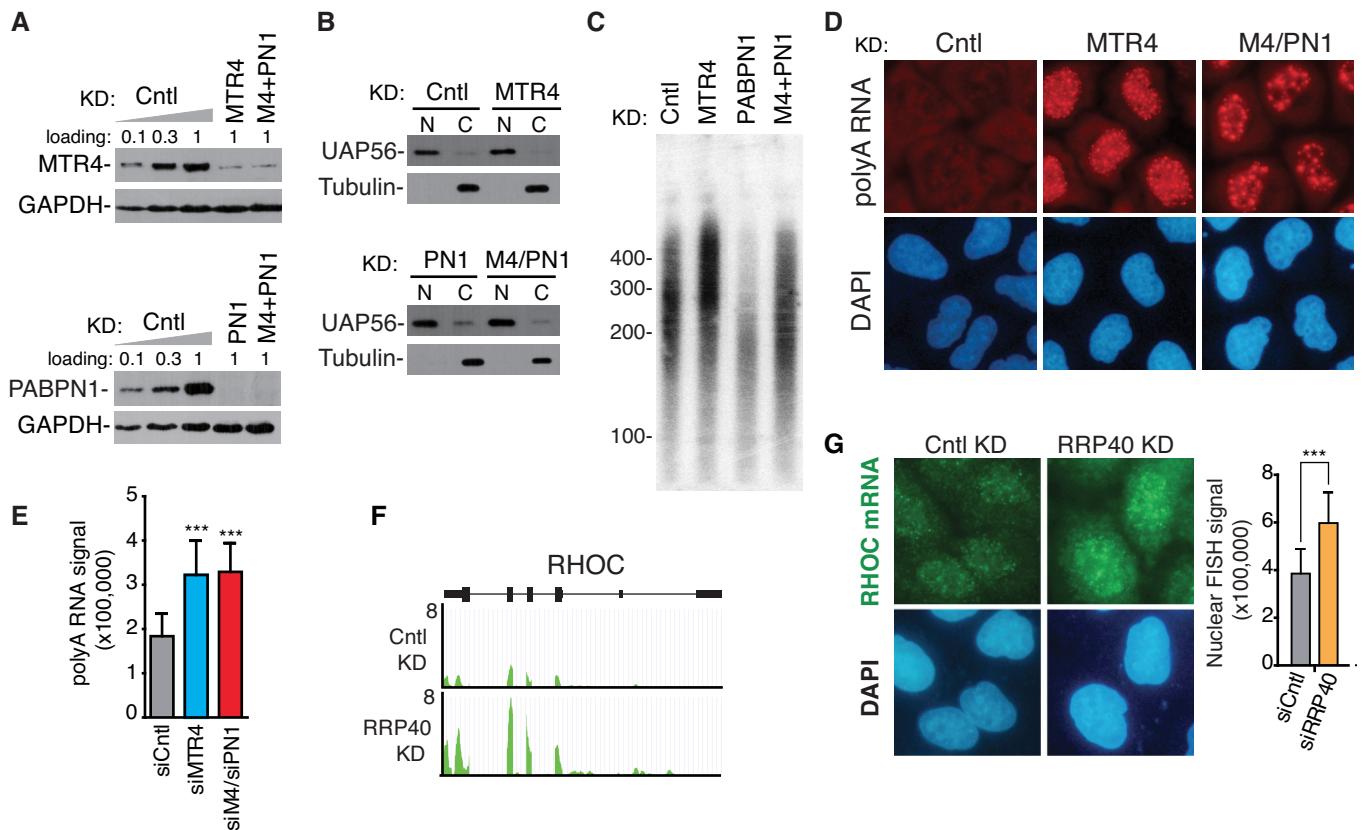 A
KD: Cntl MTR4 M4+PN1
loading: 0.1 0.3 1 1 1
MTR4-
GAPDH-
KD: Cntl PN1 M4+PN1
loading: 0.1 0.3 1 1 1
PABPN1-
GAPDH-
B
KD: Cntl MTR4
N C N C
UAP56-
Tubulin-
KD: PN1 M4/PN1
N C N C
UAP56-
Tubulin-
C
KD: Cntl MTR4 PABPN1 M4+PN1
400-
300-
200-
100-
D
KD: Cntl MTR4 M4/PN1
polyA RNA
DAPI
E
polyA RNA signal
(x100,000)
5
4
3
2
1
0
*** ***
siCntl siMTR4 siM4/siPN1
F
RHOC
8
Cntl
KD
8
RRP40
KD
G
Cntl KD RRP40 KD
RHOC mRNA
DAPI
Nuclear FISH signal
(x100,000)
***
8
6
4
2
0
siCntl siRRP40